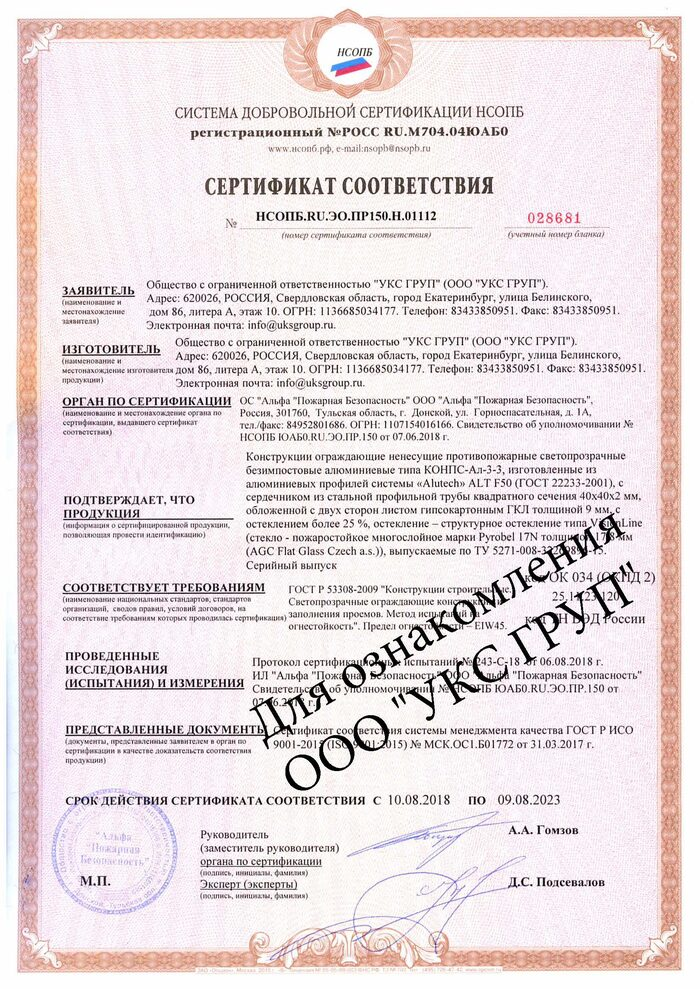 НСОПБ
СИСТЕМА ДОБРОВОЛЬНОЙ СЕРТИФИКАЦИИ НСОПБ
регистрационный №РОСС RU.М704.04ЮАБ0
www.нсопб.рф, e-mail:nsopb@nsopb.ru
СЕРТИФИКАТ СООТВЕТСТВИЯ
№ НСОПБ.RU.ЭО.ПР150.Н.01112 028681
(номер сертификата соответствия) (учетный номер бланка)
ЗАЯВИТЕЛЬ
(наименование и
местонахождение
заявителя)
Общество с ограниченной ответственностью "УКС ГРУП" (ООО "УКС ГРУП").
Адрес: 620026, РОССИЯ, Свердловская область, город Екатеринбург, улица Белинского,
дом 86, литера А, этаж 10. ОГРН: 1136685034177. Телефон: 83433850951. Факс: 83433850951.
Электронная почта: info@uksgroup.ru.
ИЗГОТОВИТЕЛЬ
(наименование и
местонахождение изготовителя
продукции)
Общество с ограниченной ответственностью "УКС ГРУП" (ООО "УКС ГРУП").
Адрес: 620026, РОССИЯ, Свердловская область, город Екатеринбург, улица Белинского,
дом 86, литера А, этаж 10. ОГРН: 1136685034177. Телефон: 83433850951. Факс: 83433850951.
Электронная почта: info@uksgroup.ru.
ОРГАН ПО СЕРТИФИКАЦИИ
(наименование и местонахождение органа по
сертификации, выдавшего сертификат
соответствия)
ОС "Альфа "Пожарная Безопасность" ООО "Альфа "Пожарная Безопасность",
Россия, 301760, Тульская область, г. Донской, ул. Горноспасательная, д. 1А,
тел./факс: 84952801686. ОГРН: 1107154016166. Свидетельство об уполномочивании №
НСОПБ ЮАБ0.RU.ЭО.ПР.150 от 07.06.2018 г.
ПОДТВЕРЖДАЕТ, ЧТО
ПРОДУКЦИЯ
(информация о сертифицированной продукции,
позволяющая провести идентификацию)
Конструкции ограждающие ненесущие противопожарные светопрозрачные
безимпостовые алюминиевые типа КОНПС-Ал-3-3, изготовленные из
алюминиевых профилей системы «Alutech» ALT F50 (ГОСТ 22233-2001), с
сердечником из стальной профильной трубы квадратного сечения 40х40х2 мм,
обложенной с двух сторон листом гипсокартонным ГКЛ толщиной 9 мм, с
остеклением более 25 %, остекление – структурное остекление типа VisionLine
(стекло - пожаростойкое многослойное марки Pyrobel 17N толщиной 17,8 мм
(AGC Flat Glass Czech a.s.)), выпускаемые по ТУ 5271-008-
Серийный выпуск
код ОК 034 (ОКПД 2)
код ТН ВЭД России
СООТВЕТСТВУЕТ ТРЕБОВАНИЯМ
(наименование национальных стандартов, стандартов
организаций, сводов правил, условий договоров, на
соответствие требованиям которых проводилась сертификация)
ГОСТ Р 53308-2009 "Конструкции строительные.
Светопрозрачные ограждающие конструкции и
заполнения проемов. Метод испытаний на
огнестойкость". Предел огнестойкости – EIW45.
ПРОВЕДЕННЫЕ
ИССЛЕДОВАНИЯ
(ИСПЫТАНИЯ) И ИЗМЕРЕНИЯ
Протокол сертификационных испытаний № 243-С-18 от 06.08.2018 г.
ИЛ "Альфа "Пожарная Безопасность" ООО "Альфа "Пожарная Безопасность"
Свидетельство об уполномочивании № НСОПБ ЮАБ0.RU.ЭО.ПР.150 от
07.06.2018 г.
ПРЕДСТАВЛЕННЫЕ ДОКУМЕНТЫ
(документы, представленные заявителем в орган по
сертификации в качестве доказательств соответствия
продукции)
Сертификат соответствия системы менеджмента качества ГОСТ Р ИСО
9001-2015 (ISO 9001:2015) № МСК.ОС1.Б01772 от 31.03.2017 г.
Для ознакомления
ООО "УКС ГРУП"
СРОК ДЕЙСТВИЯ СЕРТИФИКАТА СООТВЕТСТВИЯ С 10.08.2018 ПО 09.08.2023
Руководитель
(заместитель руководителя)
органа по сертификации
(подпись, инициалы, фамилия)
А.А. Гомзов
Эксперт (эксперты)
(подпись, инициалы, фамилия)
Д.С. Подсевалов
"Альфа
"Пожарная
Безопасность"
М.П.